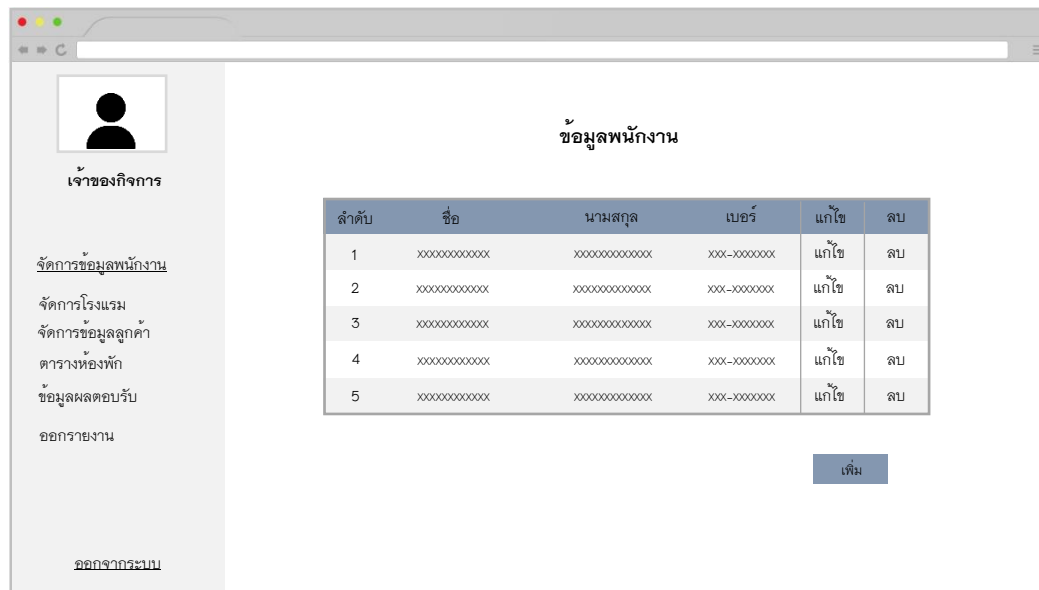 เจ้าของกิจการ
จัดการข้อมูลพนักงาน
จัดการโรงแรม
จัดการข้อมูลลูกค้า
ตารางห้องพัก
ข้อมูลผลตอบรับ
ออกรายงาน
ออกจากระบบ
ข้อมูลพนักงาน
ลำดับ ชื่อ นามสกุล เบอร์ แก้ไข ลบ
1 xxxxxxxxxxxx xxxxxxxxxxxxx xxx-xxxxxxx แก้ไข ลบ
2 xxxxxxxxxxxx xxxxxxxxxxxxx xxx-xxxxxxx แก้ไข ลบ
3 xxxxxxxxxxxx xxxxxxxxxxxxx xxx-xxxxxxx แก้ไข ลบ
4 xxxxxxxxxxxx xxxxxxxxxxxxx xxx-xxxxxxx แก้ไข ลบ
5 xxxxxxxxxxxx xxxxxxxxxxxxx xxx-xxxxxxx แก้ไข ลบ
เพิ่ม